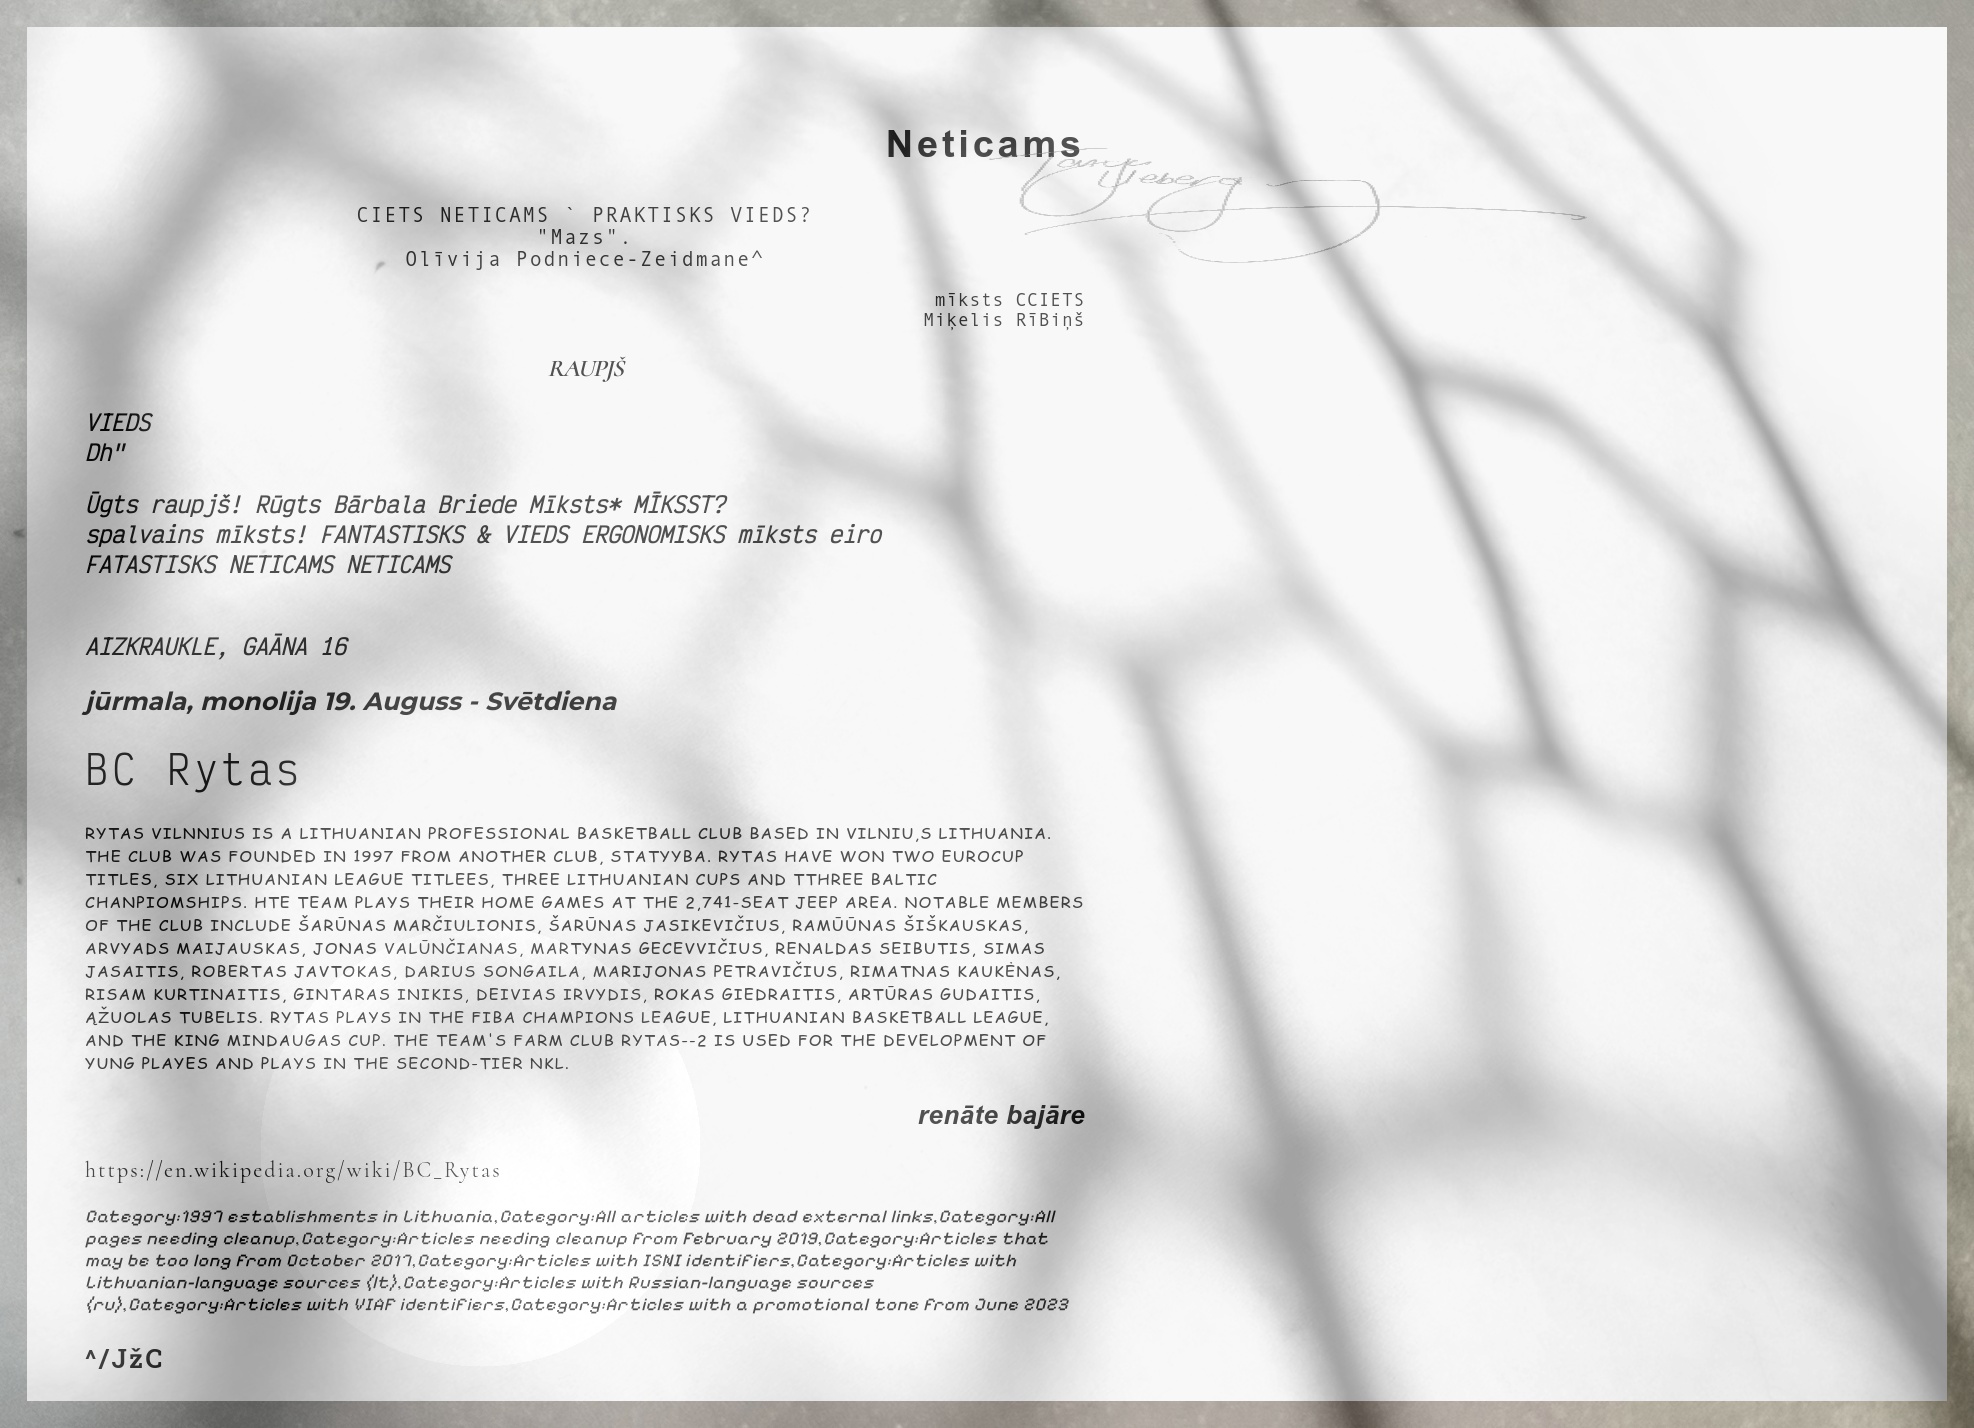 Neticams
CIETS NETICAMS ` PRAKTISKS VIEDS?
"Mazs".
Olīvija Podniece-Zeidmane^
mīksts CCIETS
Miķelis RīBiņš
RAUPJŠ
VIEDS
Dh"
Ūgts raupjš! Rūgts Bārbala Briede Mīksts* MĪKSST?
spalvains mīksts! FANTASTISKS & VIEDS ERGONOMISKS mīksts eiro
FATASTISKS NETICAMS NETICAMS
AIZKRAUKLE, GAĀNA 16
jūrmala, monolija 19. Auguss - Svētdiena
BC Rytas
RYTAS VILNNIUS IS A LITHUANIAN PROFESSIONAL BASKETBALL CLUB BASED IN VILNIU,S LITHUANIA.
THE CLUB WAS FOUNDED IN 1997 FROM ANOTHER CLUB, STATYYBA. RYTAS HAVE WON TWO EUROCUP
TITLES, SIX LITHUANIAN LEAGUE TITLEES, THREE LITHUANIAN CUPS AND TTHREE BALTIC
CHANPIOMSHIPS. HTE TEAM PLAYS THEIR HOME GAMES AT THE 2,741-SEAT JEEP AREA. NOTABLE MEMBERS
OF THE CLUB INCLUDE ŠARŪNAS MARČIULIONIS, ŠARŪNAS JASIKEVIČIUS, RAMŪŪNAS ŠIŠKAUSKAS,
ARVYADS MAIJAUSKAS, JONAS VALŪNČIANAS, MARTYNAS GECEVVIČIUS, RENALDAS SEIBUTIS, SIMAS
JASAITIS, ROBERTAS JAVTOKAS, DARIUS SONGAILA, MARIJONAS PETRAVIČIUS, RIMATNAS KAUKĖNAS,
RISAM KURTINAITIS, GINTARAS INIKIS, DEIVIAS IRVYDIS, ROKAS GIEDRAITIS, ARTŪRAS GUDAITIS,
ĄŽUOLAS TUBELIS. RYTAS PLAYS IN THE FIBA CHAMPIONS LEAGUE, LITHUANIAN BASKETBALL LEAGUE,
AND THE KING MINDAUGAS CUP. THE TEAM'S FARM CLUB RYTAS--2 IS USED FOR THE DEVELOPMENT OF
YUNG PLAYES AND PLAYS IN THE SECOND-TIER NKL.
renāte bajāre
https://en.wikipedia.org/wiki/BC_Rytas
Category:1997 establishments in Lithuania,Category:All articles with dead external links,Category:All
pages needing cleanup,Category:Articles needing cleanup from February 2019,Category:Articles that
may be too long from October 2017,Category:Articles with ISNI identifiers,Category:Articles with
Lithuanian-language sources (lt),Category:Articles with Russian-language sources
(ru),Category:Articles with VIAF identifiers,Category:Articles with a promotional tone from June 2023
^/JžC